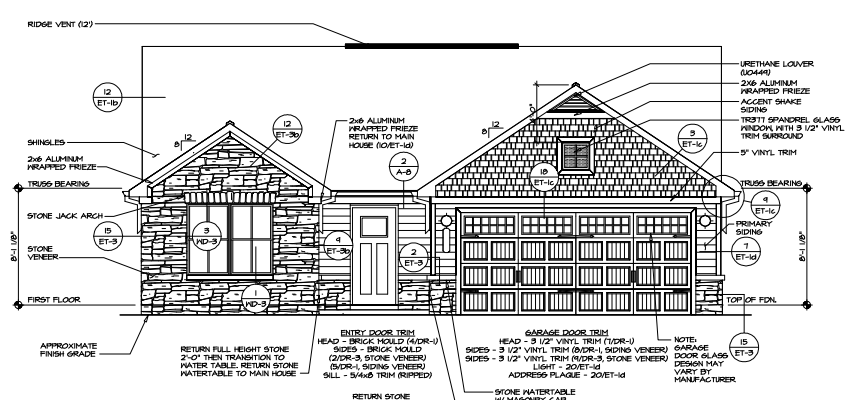 RIDGE VENT (12')
12
ET-1b
SHINGLES
2x6 ALUMINUM
WRAPPED FRIEZE
TRUSS BEARING
STONE JACK ARCH
15
ET-3
STONE
VENEER
8'-1 1/8"
FIRST FLOOR
APPROXIMATE
FINISH GRADE
12
8
12
ET-3b
3
WD-3
1
WD-3
9
ET-3b
2x6 ALUMINUM
WRAPPED FRIEZE
RETURN TO MAIN
HOUSE (10/ET-1d)
2
A-8
2
ET-3
12
8
18
ET-1c
3
ET-1c
URETHANE LOUVER
(U0449)
2X6 ALUMINUM
WRAPPED FRIEZE
ACCENT SHAKE
SIDING
TR3TT SPANDREL GLASS
WINDOW WITH 3 1/2" VINYL
TRIM SURROUND
5" VINYL TRIM
TRUSS BEARING
9
ET-1c
PRIMARY
SIDING
7
ET-1d
8'-1 1/8"
TOP OF FDN.
15
ET-3
RETURN FULL HEIGHT STONE
2'-0" THEN TRANSITION TO
WATER TABLE. RETURN STONE
WATERTABLE TO MAIN HOUSE
ENTRY DOOR TRIM
HEAD - BRICK MOULD (4/DR-1)
SIDES - BRICK MOULD
(2/DR-3, STONE VENEER)
(5/DR-1, SIDING VENEER)
SILL - 5/4x8 TRIM (RIPPED)
GARAGE DOOR TRIM
HEAD - 3 1/2" VINYL TRIM (7/DR-1)
SIDES - 3 1/2" VINYL TRIM (8/DR-1, SIDING VENEER)
SIDES - 3 1/2" VINYL TRIM (9/DR-3, STONE VENEER)
LIGHT - 20/ET-1d
ADDRESS PLAQUE - 20/ET-1d
NOTE:
GARAGE
DOOR GLASS
DESIGN MAY
VARY BY
MANUFACTURER
RETURN STONE
STONE WATERTABLE
W/ MASONRY CAP